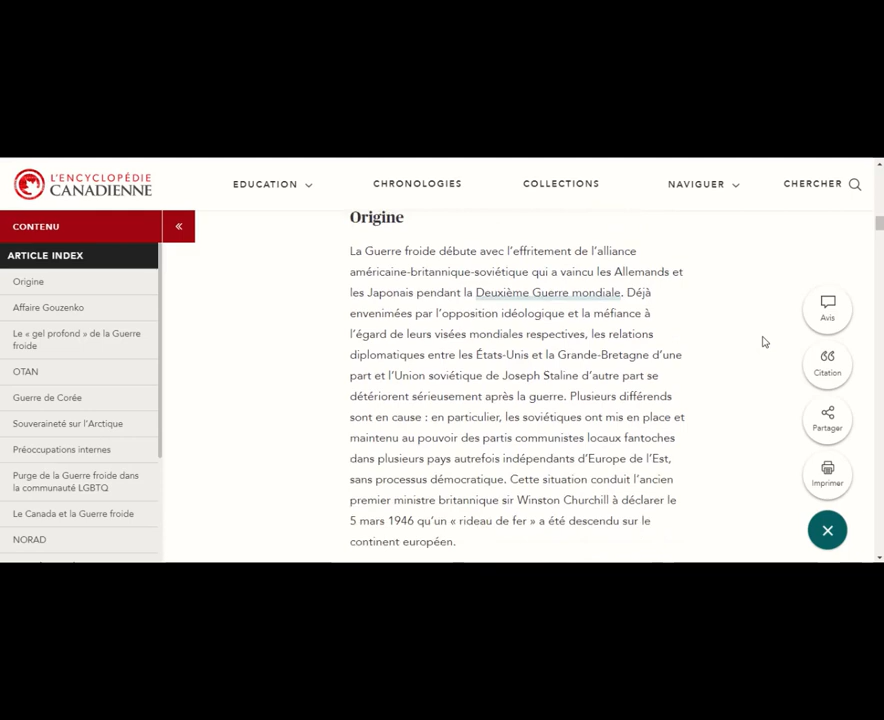 L'ENCYCLOPÉDIE
CANADIENNE
EDUCATION
CHRONOLOGIES
COLLECTIONS
NAVIGUER
CHERCHER
CONTENU
«
ARTICLE INDEX
Origine
Affaire Gouzenko
Le « gel profond » de la Guerre
froide
OTAN
Guerre de Corée
Souveraineté sur l'Arctique
Préoccupations internes
Purge de la Guerre froide dans
la communauté LGBTQ
Le Canada et la Guerre froide
NORAD
Origine
La Guerre froide débute avec l'effritement de l'alliance
américaine-britannique-soviétique qui a vaincu les Allemands et
les Japonais pendant la Deuxième Guerre mondiale. Déjà
envenimées par l'opposition idéologique et la méfiance à
l'égard de leurs visées mondiales respectives, les relations
diplomatiques entre les États-Unis et la Grande-Bretagne d'une
part et l'Union soviétique de Joseph Staline d'autre part se
détériorent sérieusement après la guerre. Plusieurs différends
sont en cause : en particulier, les soviétiques ont mis en place et
maintenu au pouvoir des partis communistes locaux fantoches
dans plusieurs pays autrefois indépendants d'Europe de l'Est,
sans processus démocratique. Cette situation conduit l'ancien
premier ministre britannique sir Winston Churchill à déclarer le
5 mars 1946 qu'un « rideau de fer » a été descendu sur le
continent européen.
Avis
Citation
Partager
Imprimer